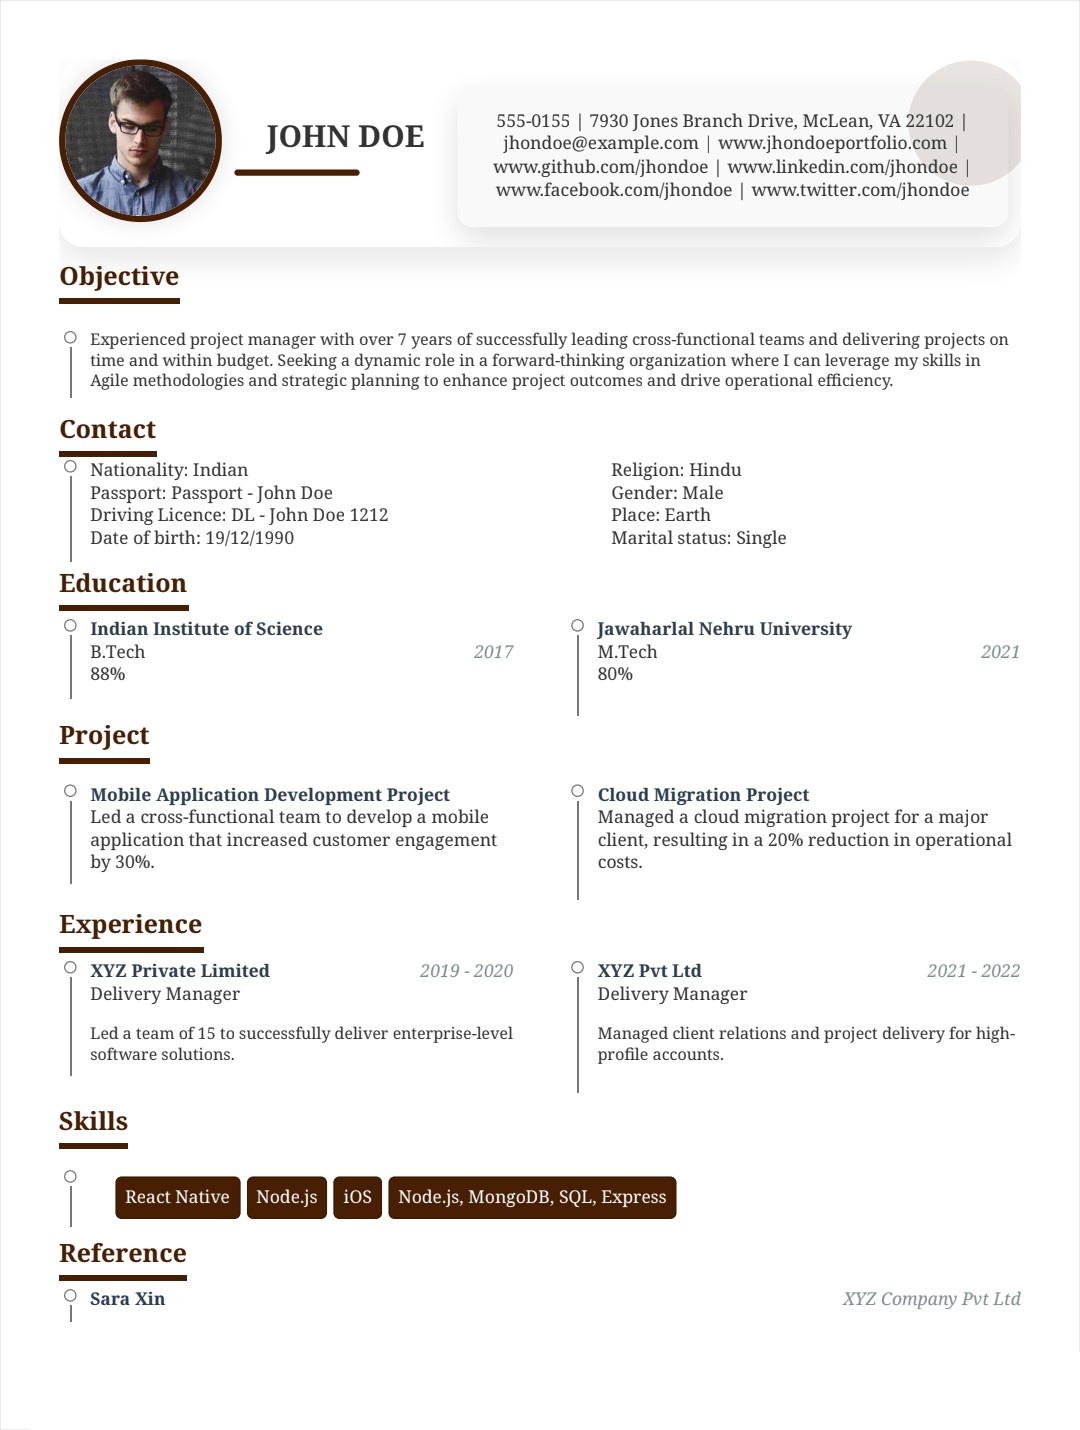 JOHN DOE
555-0155 | 7930 Jones Branch Drive, McLean, VA 22102 |
jhondoe@example.com | www.jhondoeportfolio.com |
www.github.com/jhondoe | www.linkedin.com/jhondoe |
www.facebook.com/jhondoe | www.twitter.com/jhondoe
Objective
Experienced project manager with over 7 years of successfully leading cross-functional teams and delivering projects on
time and within budget. Seeking a dynamic role in a forward-thinking organization where I can leverage my skills in
Agile methodologies and strategic planning to enhance project outcomes and drive operational efficiency.
Contact
Nationality: Indian
Passport: Passport - John Doe
Driving Licence: DL - John Doe 1212
Date of birth: 19/12/1990
Religion: Hindu
Gender: Male
Place: Earth
Marital status: Single
Education
Indian Institute of Science
B.Tech 2017
88%
Jawaharlal Nehru University
M.Tech 2021
80%
Project
Mobile Application Development Project
Led a cross-functional team to develop a mobile
application that increased customer engagement
by 30%.
Cloud Migration Project
Managed a cloud migration project for a major
client, resulting in a 20% reduction in operational
costs.
Experience
XYZ Private Limited 2019 - 2020
Delivery Manager
Led a team of 15 to successfully deliver enterprise-level
software solutions.
XYZ Pvt Ltd 2021 - 2022
Delivery Manager
Managed client relations and project delivery for high-
profile accounts.
Skills
React Native Node.js iOS Node.js, MongoDB, SQL, Express
Reference
Sara Xin XYZ Company Pvt Ltd